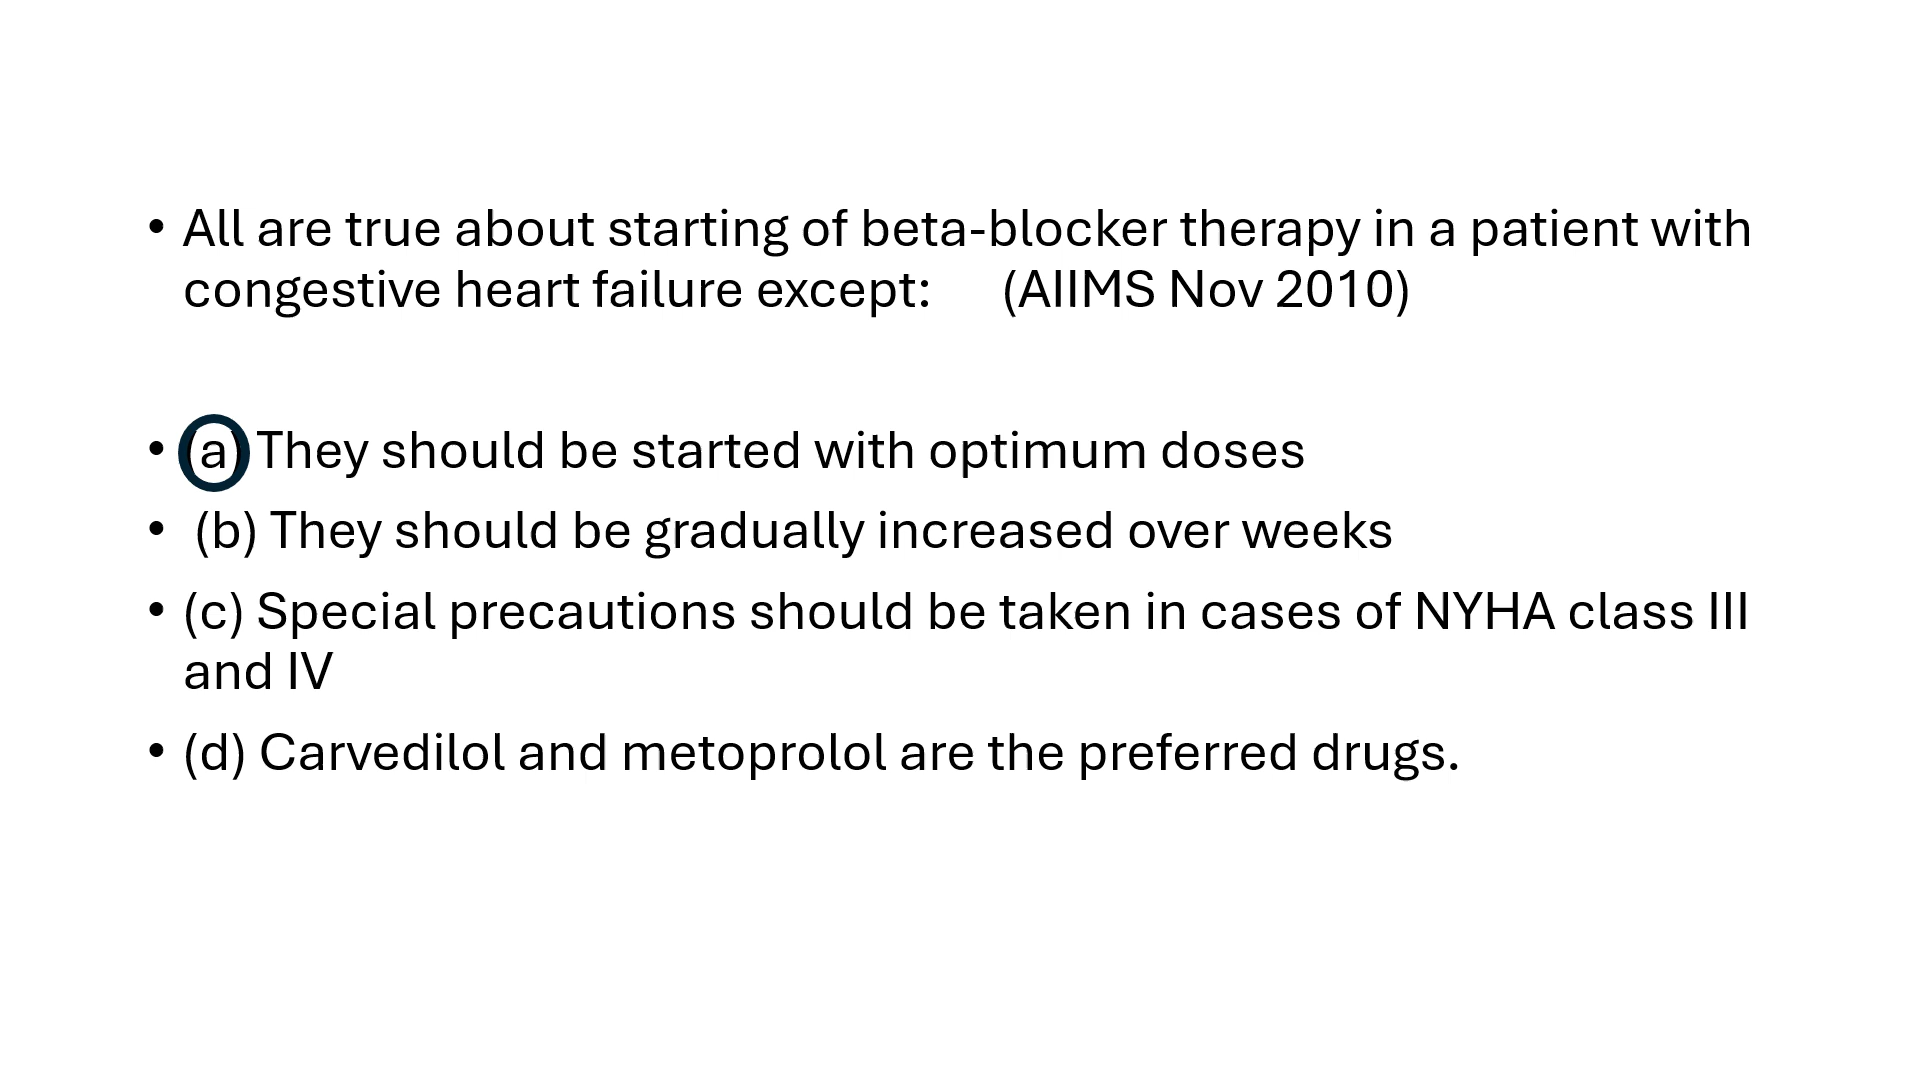 • All are true about starting of beta-blocker therapy in a patient with
congestive heart failure except: (AIIMS Nov 2010)
• (a) They should be started with optimum doses
• (b) They should be gradually increased over weeks
• (c) Special precautions should be taken in cases of NYHA class III
and IV
• (d) Carvedilol and metoprolol are the preferred drugs.